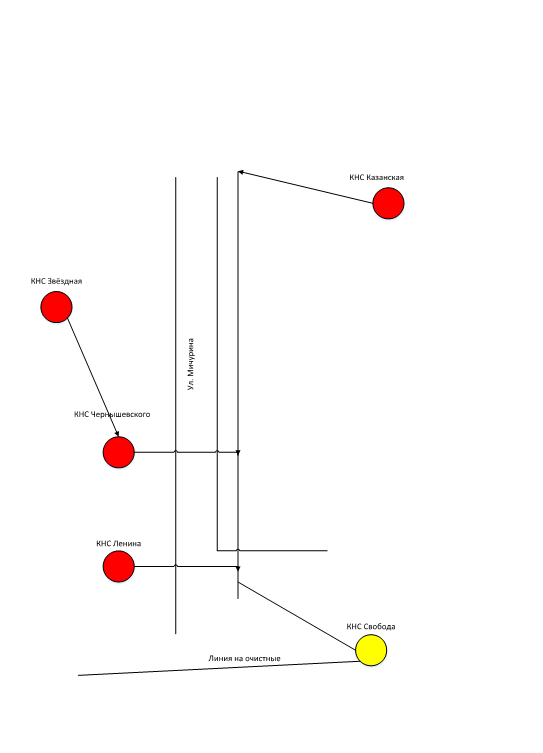 КНС Казанская
КНС Звёздная
Ул. Мичурина
КНС Чернышевского
КНС Ленина
КНС Свобода
Линия на очистные